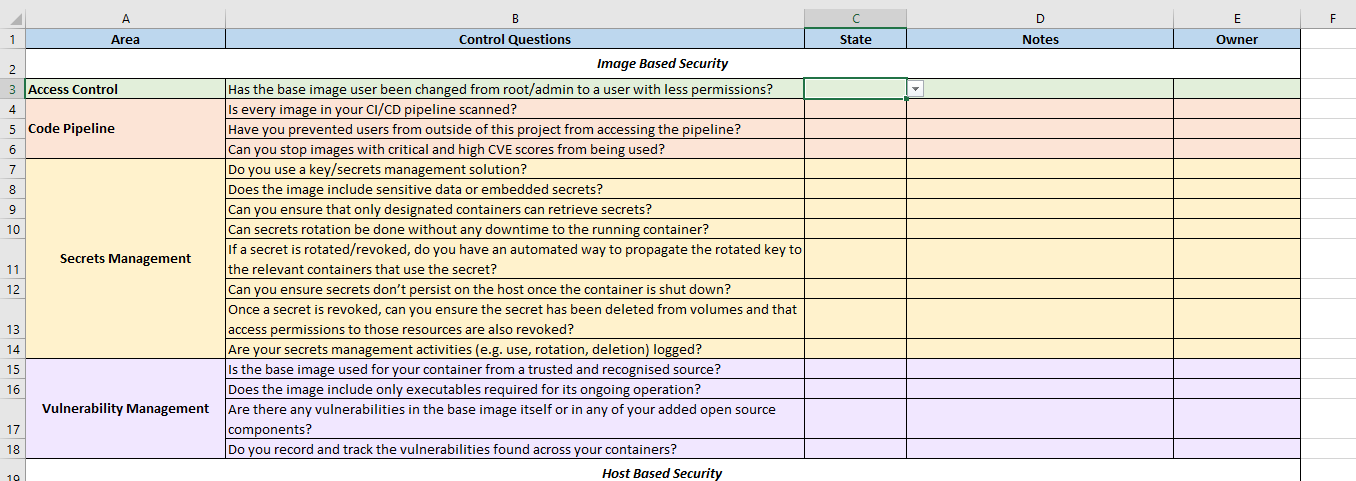 A B C D E F
1 Area Control Questions State Notes Owner
2 Image Based Security
3 Access Control Has the base image user been changed from root/admin to a user with less permissions?
4 Is every image in your CI/CD pipeline scanned?
5 Code Pipeline Have you prevented users from outside of this project from accessing the pipeline?
6 Can you stop images with critical and high CVE scores from being used?
7 Do you use a key/secrets management solution?
8 Does the image include sensitive data or embedded secrets?
9 Can you ensure that only designated containers can retrieve secrets?
10 Can secrets rotation be done without any downtime to the running container?
Secrets Management
If a secret is rotated/revoked, do you have an automated way to propagate the rotated key to
11 the relevant containers that use the secret?
12 Can you ensure secrets don’t persist on the host once the container is shut down?
Once a secret is revoked, can you ensure the secret has been deleted from volumes and that
13 access permissions to those resources are also revoked?
14 Are your secrets management activities (e.g. use, rotation, deletion) logged?
15 Is the base image used for your container from a trusted and recognised source?
16 Does the image include only executables required for its ongoing operation?
Vulnerability Management Are there any vulnerabilities in the base image itself or in any of your added open source
17 components?
18 Do you record and track the vulnerabilities found across your containers?
19 Host Based Security